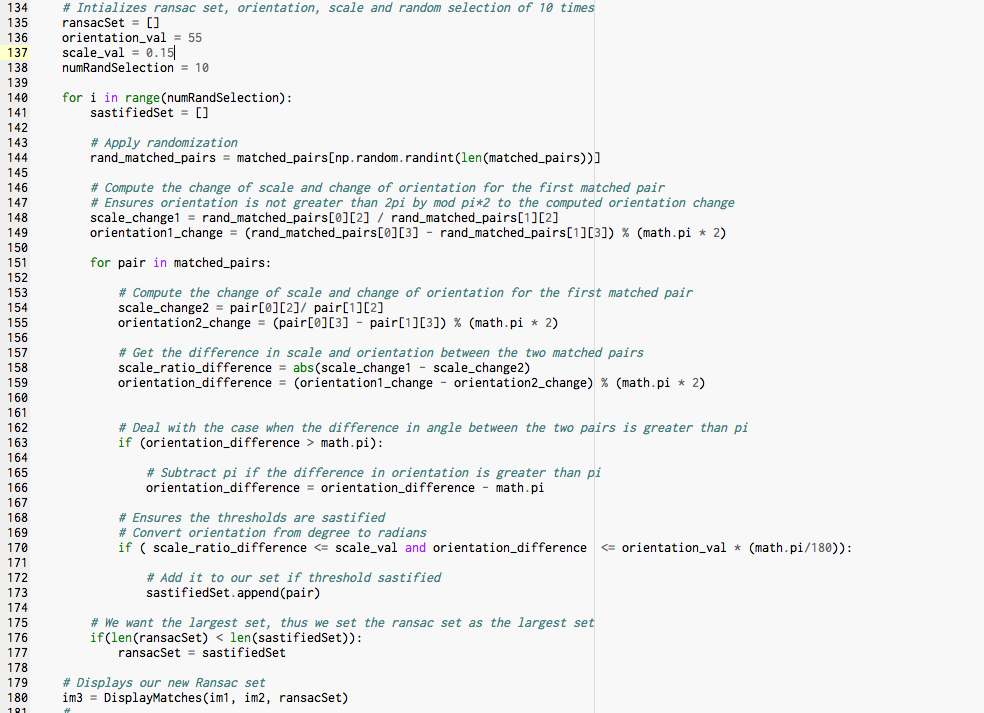 134 # Intializes ransac set, orientation, scale and random selection of 10 times
135 ransacSet = []
136 orientation_val = 55
137 scale_val = 0.15
138 numRandSelection = 10
139
140 for i in range(numRandSelection):
141 sastifiedSet = []
142
143 # Apply randomization
144 rand_matched_pairs = matched_pairs[np.random.randint(len(matched_pairs))]
145
146 # Compute the change of scale and change of orientation for the first matched pair
147 # Ensures orientation is not greater than 2pi by mod pi*2 to the computed orientation change
148 scale_change1 = rand_matched_pairs[0][2] / rand_matched_pairs[1][2]
149 orientation1_change = (rand_matched_pairs[0][3] - rand_matched_pairs[1][3]) % (math.pi * 2)
150
151 for pair in matched_pairs:
152
153 # Compute the change of scale and change of orientation for the first matched pair
154 scale_change2 = pair[0][2]/ pair[1][2]
155 orientation2_change = (pair[0][3] - pair[1][3]) % (math.pi * 2)
156
157 # Get the difference in scale and orientation between the two matched pairs
158 scale_ratio_difference = abs(scale_change1 - scale_change2)
159 orientation_difference = (orientation1_change - orientation2_change) % (math.pi * 2)
160
161
162 # Deal with the case when the difference in angle between the two pairs is greater than pi
163 if (orientation_difference > math.pi):
164
165 # Subtract pi if the difference in orientation is greater than pi
166 orientation_difference = orientation_difference - math.pi
167
168 # Ensures the thresholds are sastified
169 # Convert orientation from degree to radians
170 if ( scale_ratio_difference <= scale_val and orientation_difference <= orientation_val * (math.pi/180)):
171
172 # Add it to our set if threshold sastified
173 sastifiedSet.append(pair)
174
175 # We want the largest set, thus we set the ransac set as the largest set
176 if(len(ransacSet) < len(sastifiedSet)):
177 ransacSet = sastifiedSet
178
179 # Displays our new Ransac set
180 im3 = DisplayMatches(im1, im2, ransacSet)
181 #